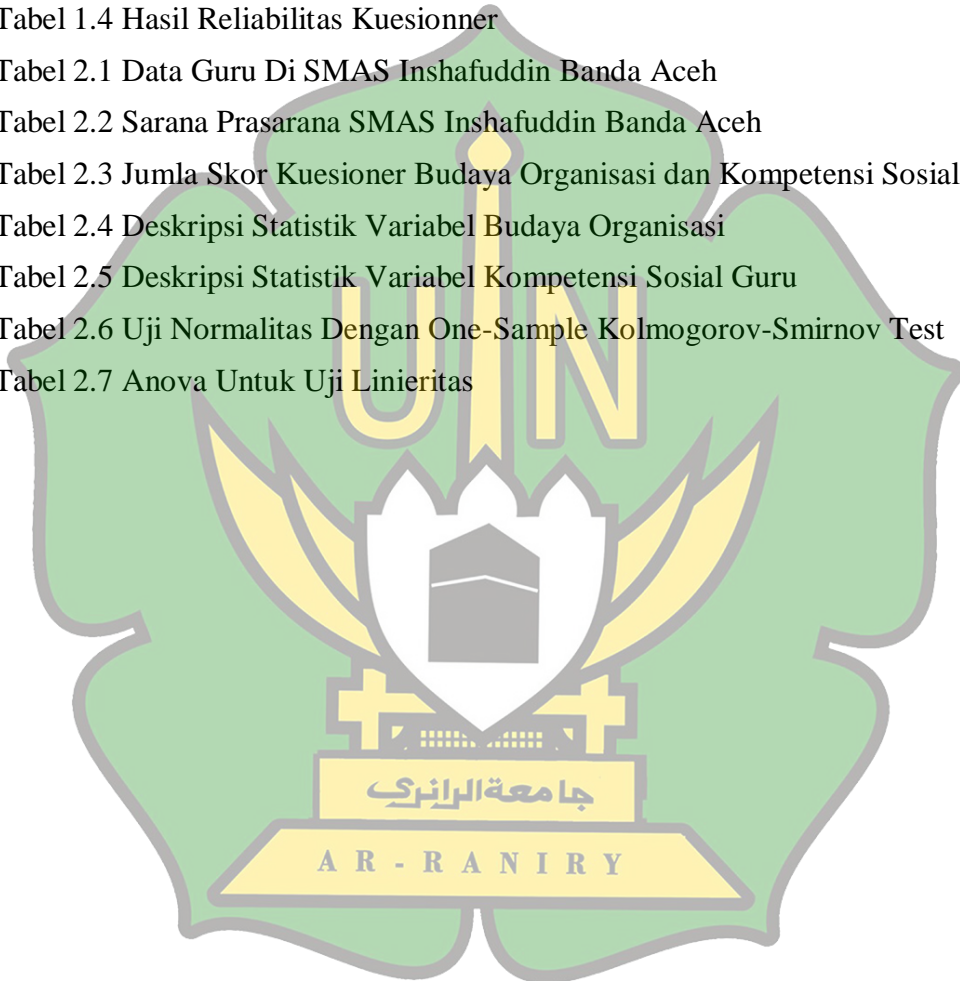 Tabel 1.4 Hasil Reliabilitas Kuesionner
Tabel 2.1 Data Guru Di SMAS Inshafuddin Banda Aceh
Tabel 2.2 Sarana Prasarana SMAS Inshafuddin Banda Aceh
Tabel 2.3 Jumla Skor Kuesioner Budaya Organisasi dan Kompetensi Sosial
Tabel 2.4 Deskripsi Statistik Variabel Budaya Organisasi
Tabel 2.5 Deskripsi Statistik Variabel Kompetensi Sosial Guru
Tabel 2.6 Uji Normalitas Dengan One-Sample Kolmogorov-Smirnov Test
Tabel 2.7 Anova Untuk Uji Linieritas
UIN
جامعةالرانري
AR-RANIRY